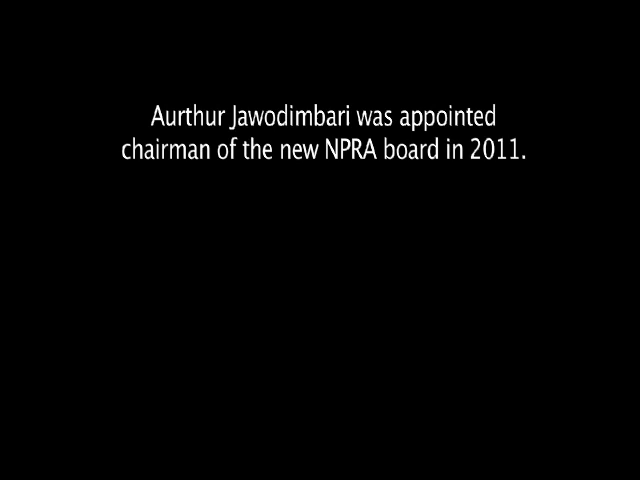 Aurthur Jawodimbari was appointed
chairman of the new NPRA board in 2011.